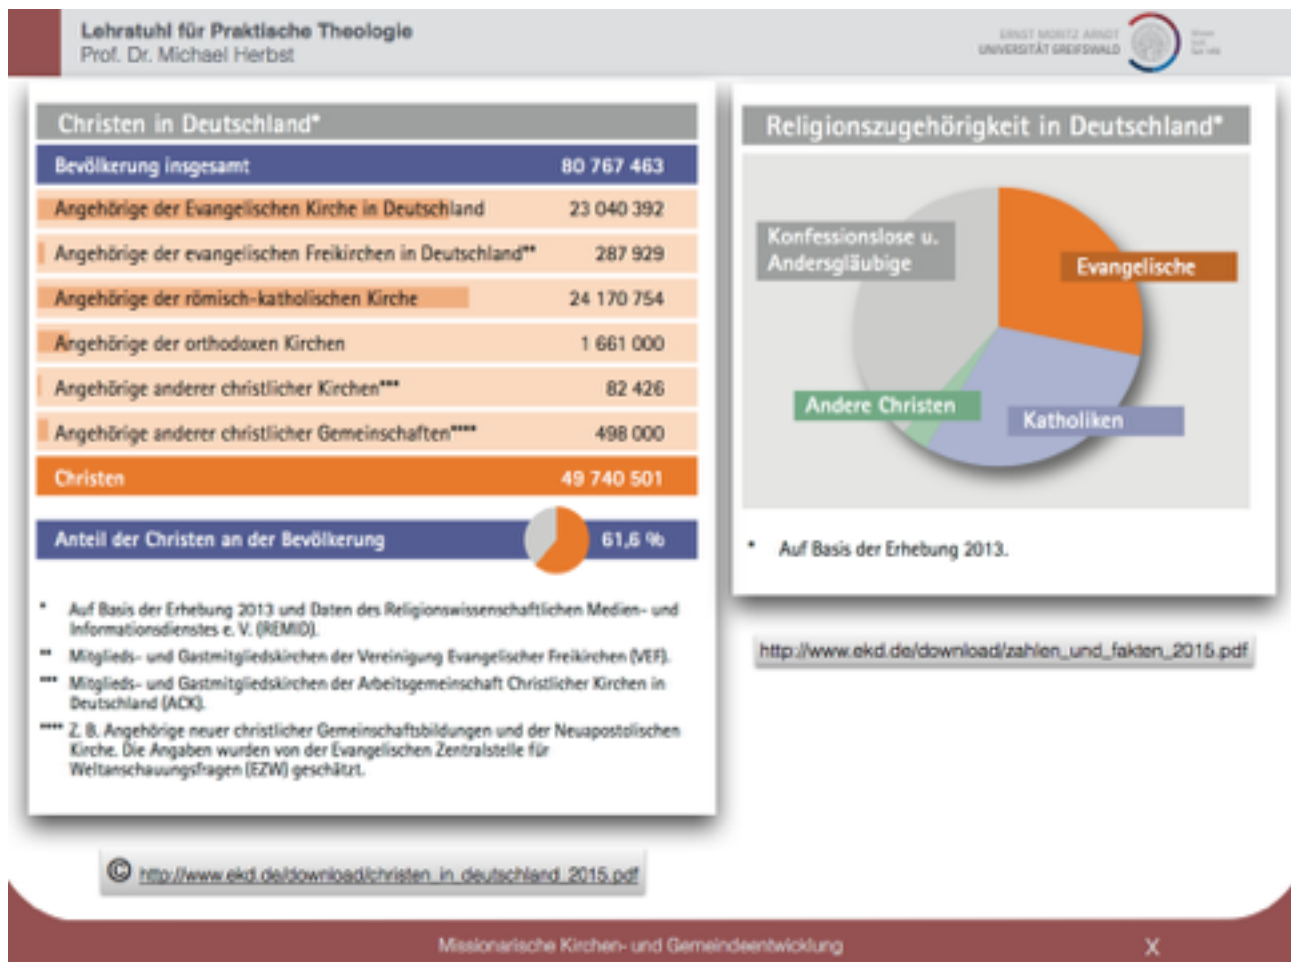 Lehrstuhl für Praktische Theologie
Prof. Dr. Michael Herbst
ERNST MORITZ ARNDT
UNIVERSITÄT GREIFSWALD
Christen in Deutschland*
Bevölkerung insgesamt 80 767 463
Angehörige der Evangelischen Kirche in Deutschland 23 040 392
Angehörige der evangelischen Freikirchen in Deutschland** 287 929
Angehörige der römisch-katholischen Kirche 24 170 754
Angehörige der orthodoxen Kirchen 1 661 000
Angehörige anderer christlicher Kirchen*** 82 426
Angehörige anderer christlicher Gemeinschaften**** 498 000
Christen 49 740 501
Anteil der Christen an der Bevölkerung 61,6 %
* Auf Basis der Erhebung 2013 und Daten des Religionswissenschaftlichen Medien- und
Informationsdienstes e. V. (REMID).
** Mitglieds- und Gastmitgliedskirchen der Vereinigung Evangelischer Freikirchen (VEF).
*** Mitglieds- und Gastmitgliedskirchen der Arbeitsgemeinschaft Christlicher Kirchen in
Deutschland (ACK).
**** Z. B. Angehörige neuer christlicher Gemeinschaftsbildungen und der Neuapostolischen
Kirche. Die Angaben wurden von der Evangelischen Zentralstelle für
Weltanschauungsfragen (EZW) geschätzt.
© http://www.ekd.de/download/christen_in_deutschland_2015.pdf
Religionszugehörigkeit in Deutschland*
Konfessionslose u.
Andersgläubige
Evangelische
Andere Christen
Katholiken
* Auf Basis der Erhebung 2013.
http://www.ekd.de/download/zahlen_und_fakten_2015.pdf
Missionarische Kirchen- und Gemeindeentwicklung X